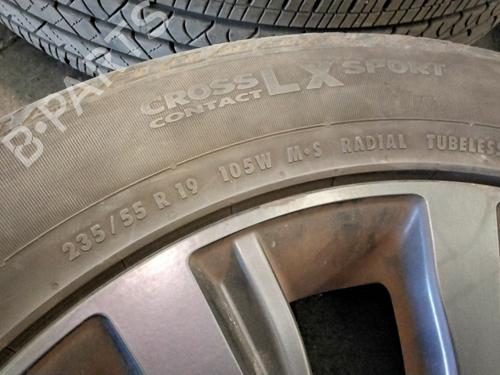 CROSS
CONTACT LX SPORT
235/55 R 19 105W M·S RADIAL TUBELESS
B-PARTS